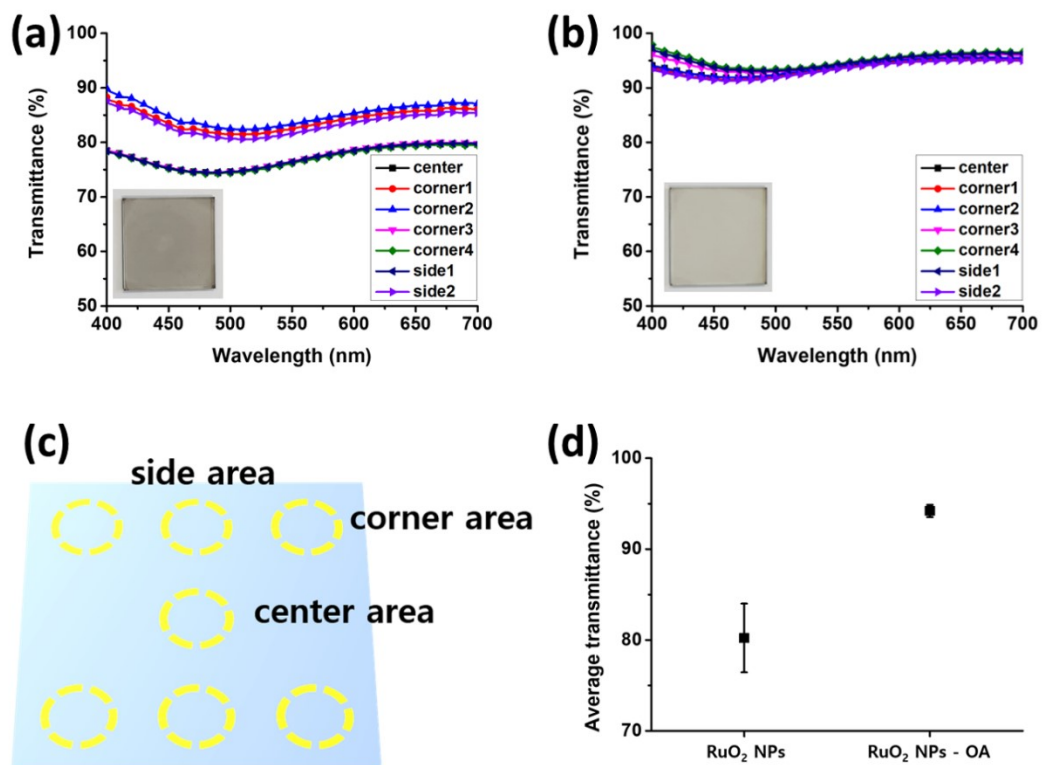 (a)
100
90
80
70
60
50
400 450 500 550 600 650 700
Transmittance (%)
Wavelength (nm)
center
corner1
corner2
corner3
corner4
side1
side2
(b)
100
90
80
70
60
50
400 450 500 550 600 650 700
Transmittance (%)
Wavelength (nm)
center
corner1
corner2
corner3
corner4
side1
side2
(c)
side area
corner area
center area
(d)
100
90
80
70
Average transmittance (%)
RuO₂ NPs
RuO₂ NPs - OA